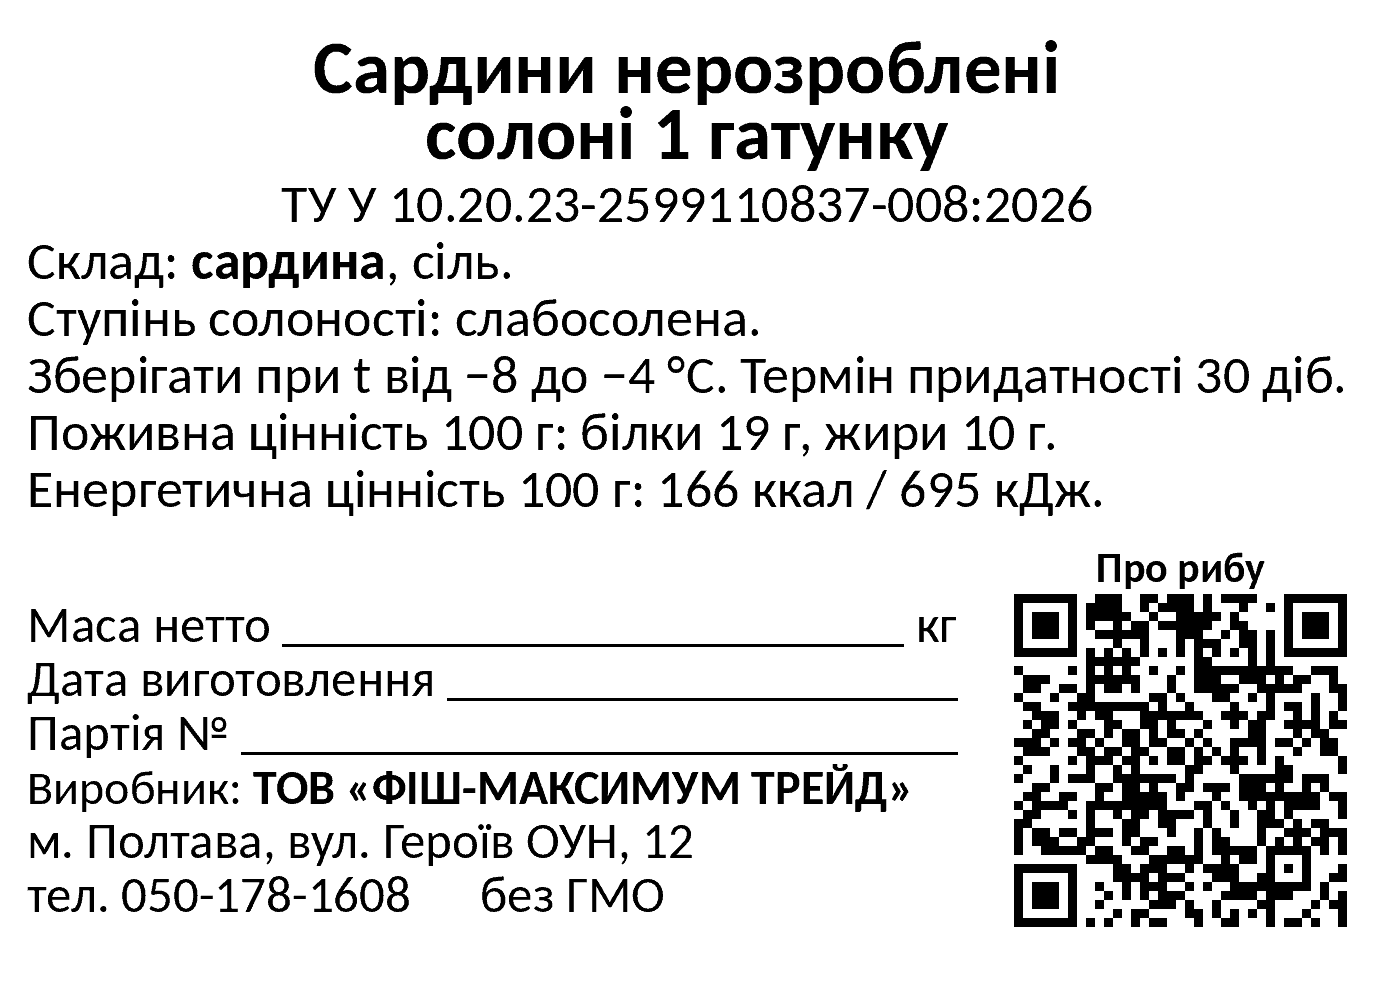 Сардини нерозроблені
солоні 1 гатунку
ТУ У 10.20.23-2599110837-008:2026
Склад: сардина, сіль.
Ступінь солоності: слабосолена.
Зберігати при t від −8 до −4 °С. Термін придатності 30 діб.
Поживна цінність 100 г: білки 19 г, жири 10 г.
Енергетична цінність 100 г: 166 ккал / 695 кДж.
Про рибу
Маса нетто ______________________ кг
Дата виготовлення __________________
Партія № _________________________
Виробник: ТОВ «ФІШ-МАКСИМУМ ТРЕЙД»
м. Полтава, вул. Героїв ОУН, 12
тел. 050-178-1608 без ГМО